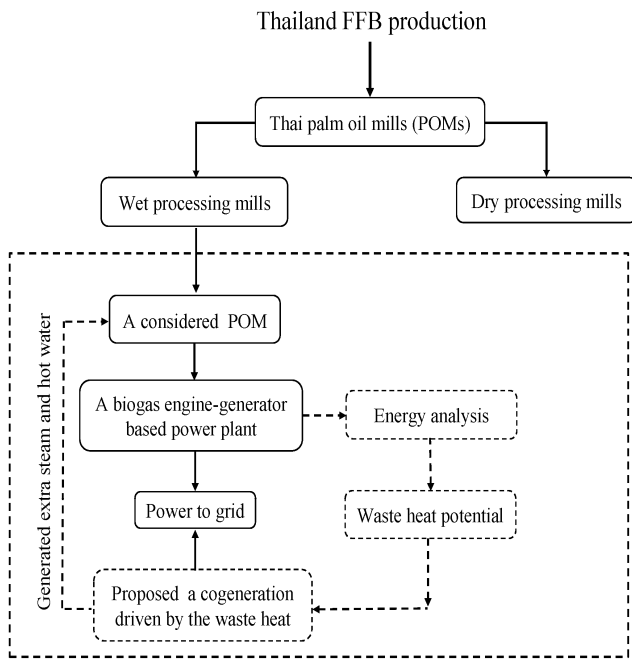 Thailand FFB production
Thai palm oil mills (POMs)
Wet processing mills
Dry processing mills
Generated extra steam and hot water
A considered POM
A biogas engine-generator
based power plant
Energy analysis
Power to grid
Waste heat potential
Proposed a cogeneration
driven by the waste heat